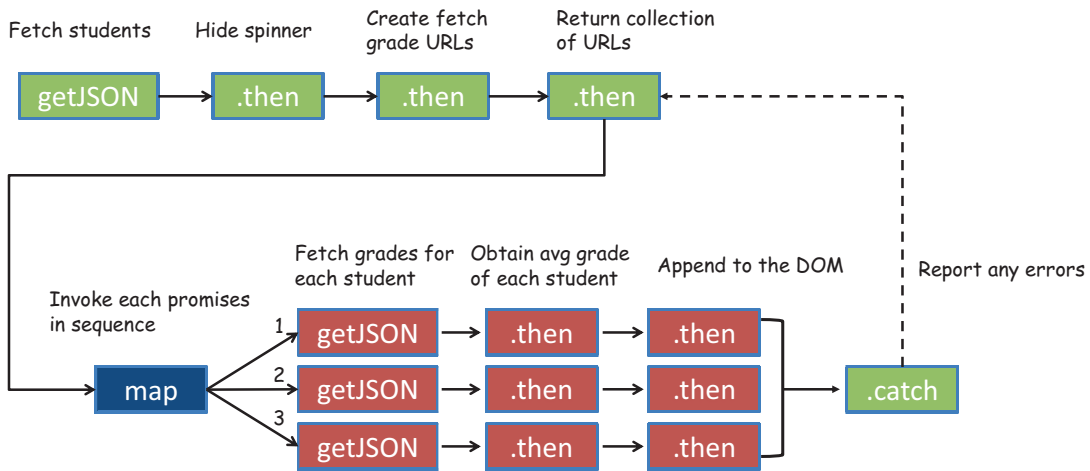 Fetch students
Hide spinner
Create fetch
grade URLs
Return collection
of URLs
getJSON
.then
.then
.then
Invoke each promises
in sequence
Fetch grades for
each student
Obtain avg grade
of each student
Append to the DOM
Report any errors
map
1
getJSON
.then
.then
2
getJSON
.then
.then
.catch
3
getJSON
.then
.then